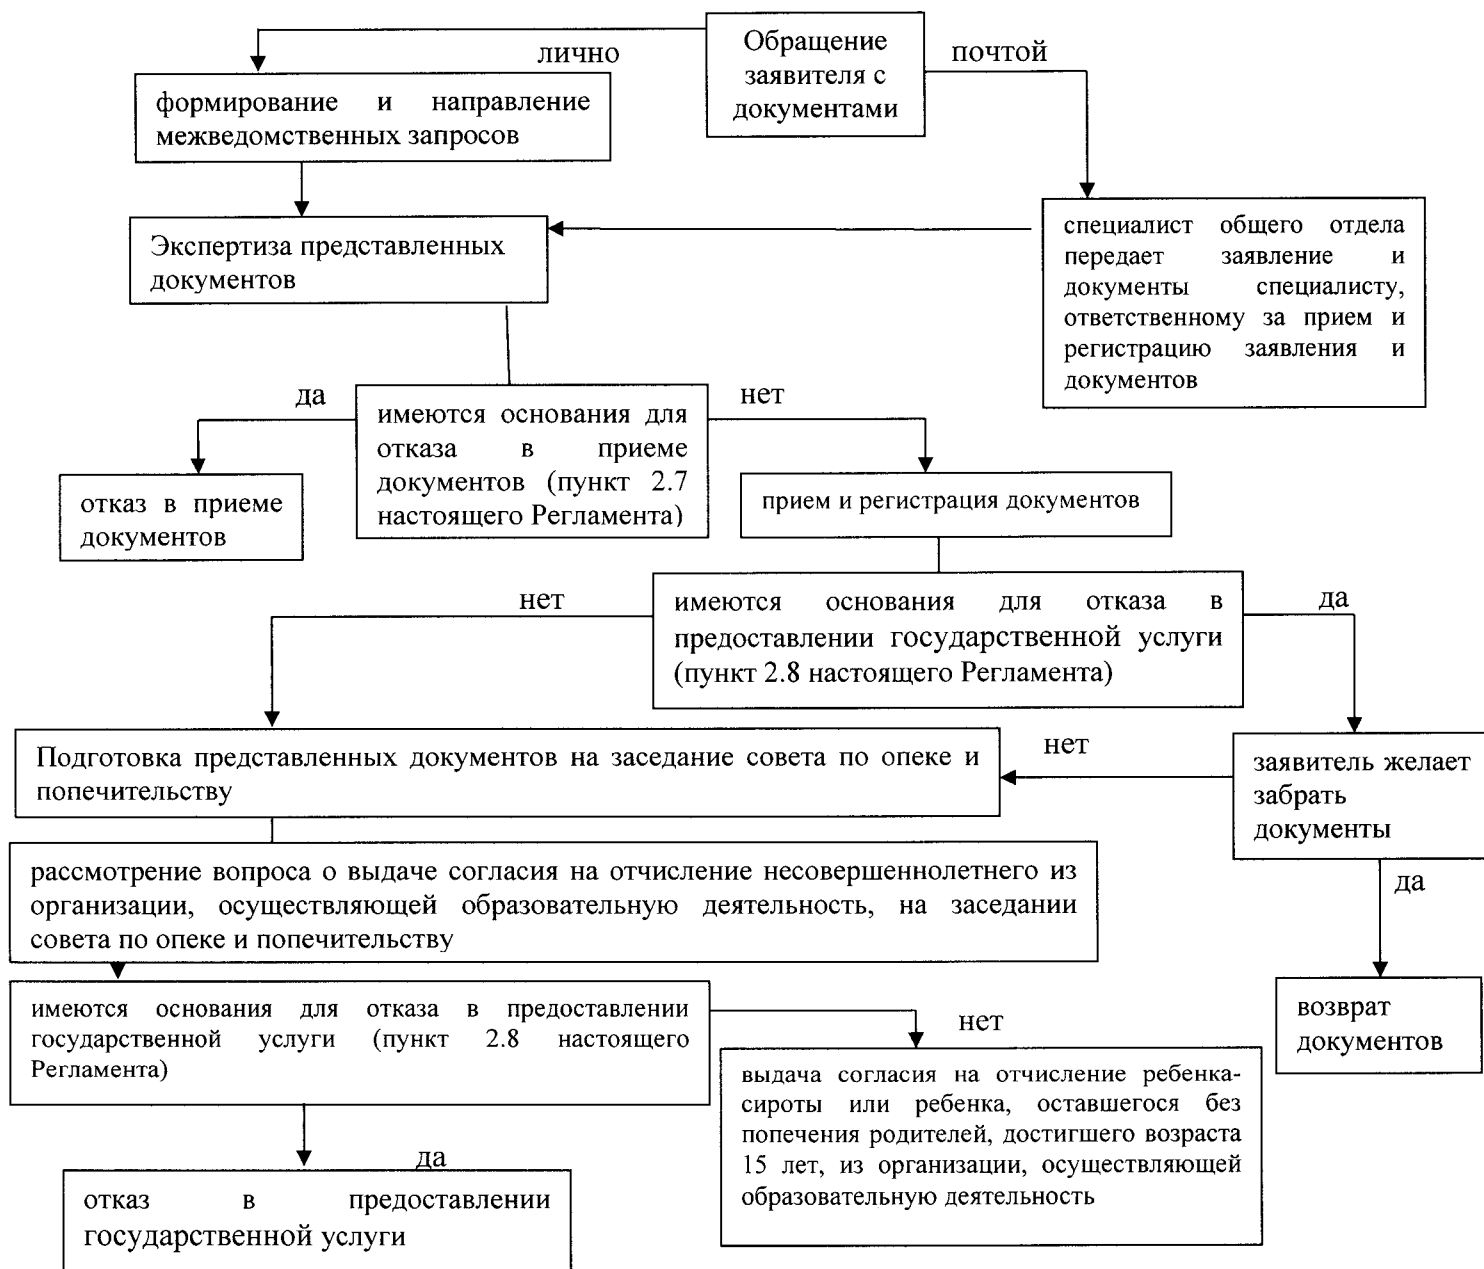 лично
Обращение
заявителя с
документами
почтой
формирование и направление
межведомственных запросов
Экспертиза представленных
документов
специалист общего отдела
передает заявление и
документы специалисту,
ответственному за прием и
регистрацию заявления и
документов
да
имеются основания для
отказа в приеме
документов (пункт 2.7
настоящего Регламента)
нет
отказ в приеме
документов
прием и регистрация документов
нет
имеются основания для отказа в
предоставлении государственной услуги
(пункт 2.8 настоящего Регламента)
да
Подготовка представленных документов на заседание совета по опеке и
попечительству
нет
заявитель желает
забрать
документы
рассмотрение вопроса о выдаче согласия на отчисление несовершеннолетнего из
организации, осуществляющей образовательную деятельность, на заседании
совета по опеке и попечительству
да
имеются основания для отказа в предоставлении
государственной услуги (пункт 2.8 настоящего
Регламента)
нет
возврат
документов
выдача согласия на отчисление ребенка-
сироты или ребенка, оставшегося без
попечения родителей, достигшего возраста
15 лет, из организации, осуществляющей
образовательную деятельность
да
отказ в предоставлении
государственной услуги